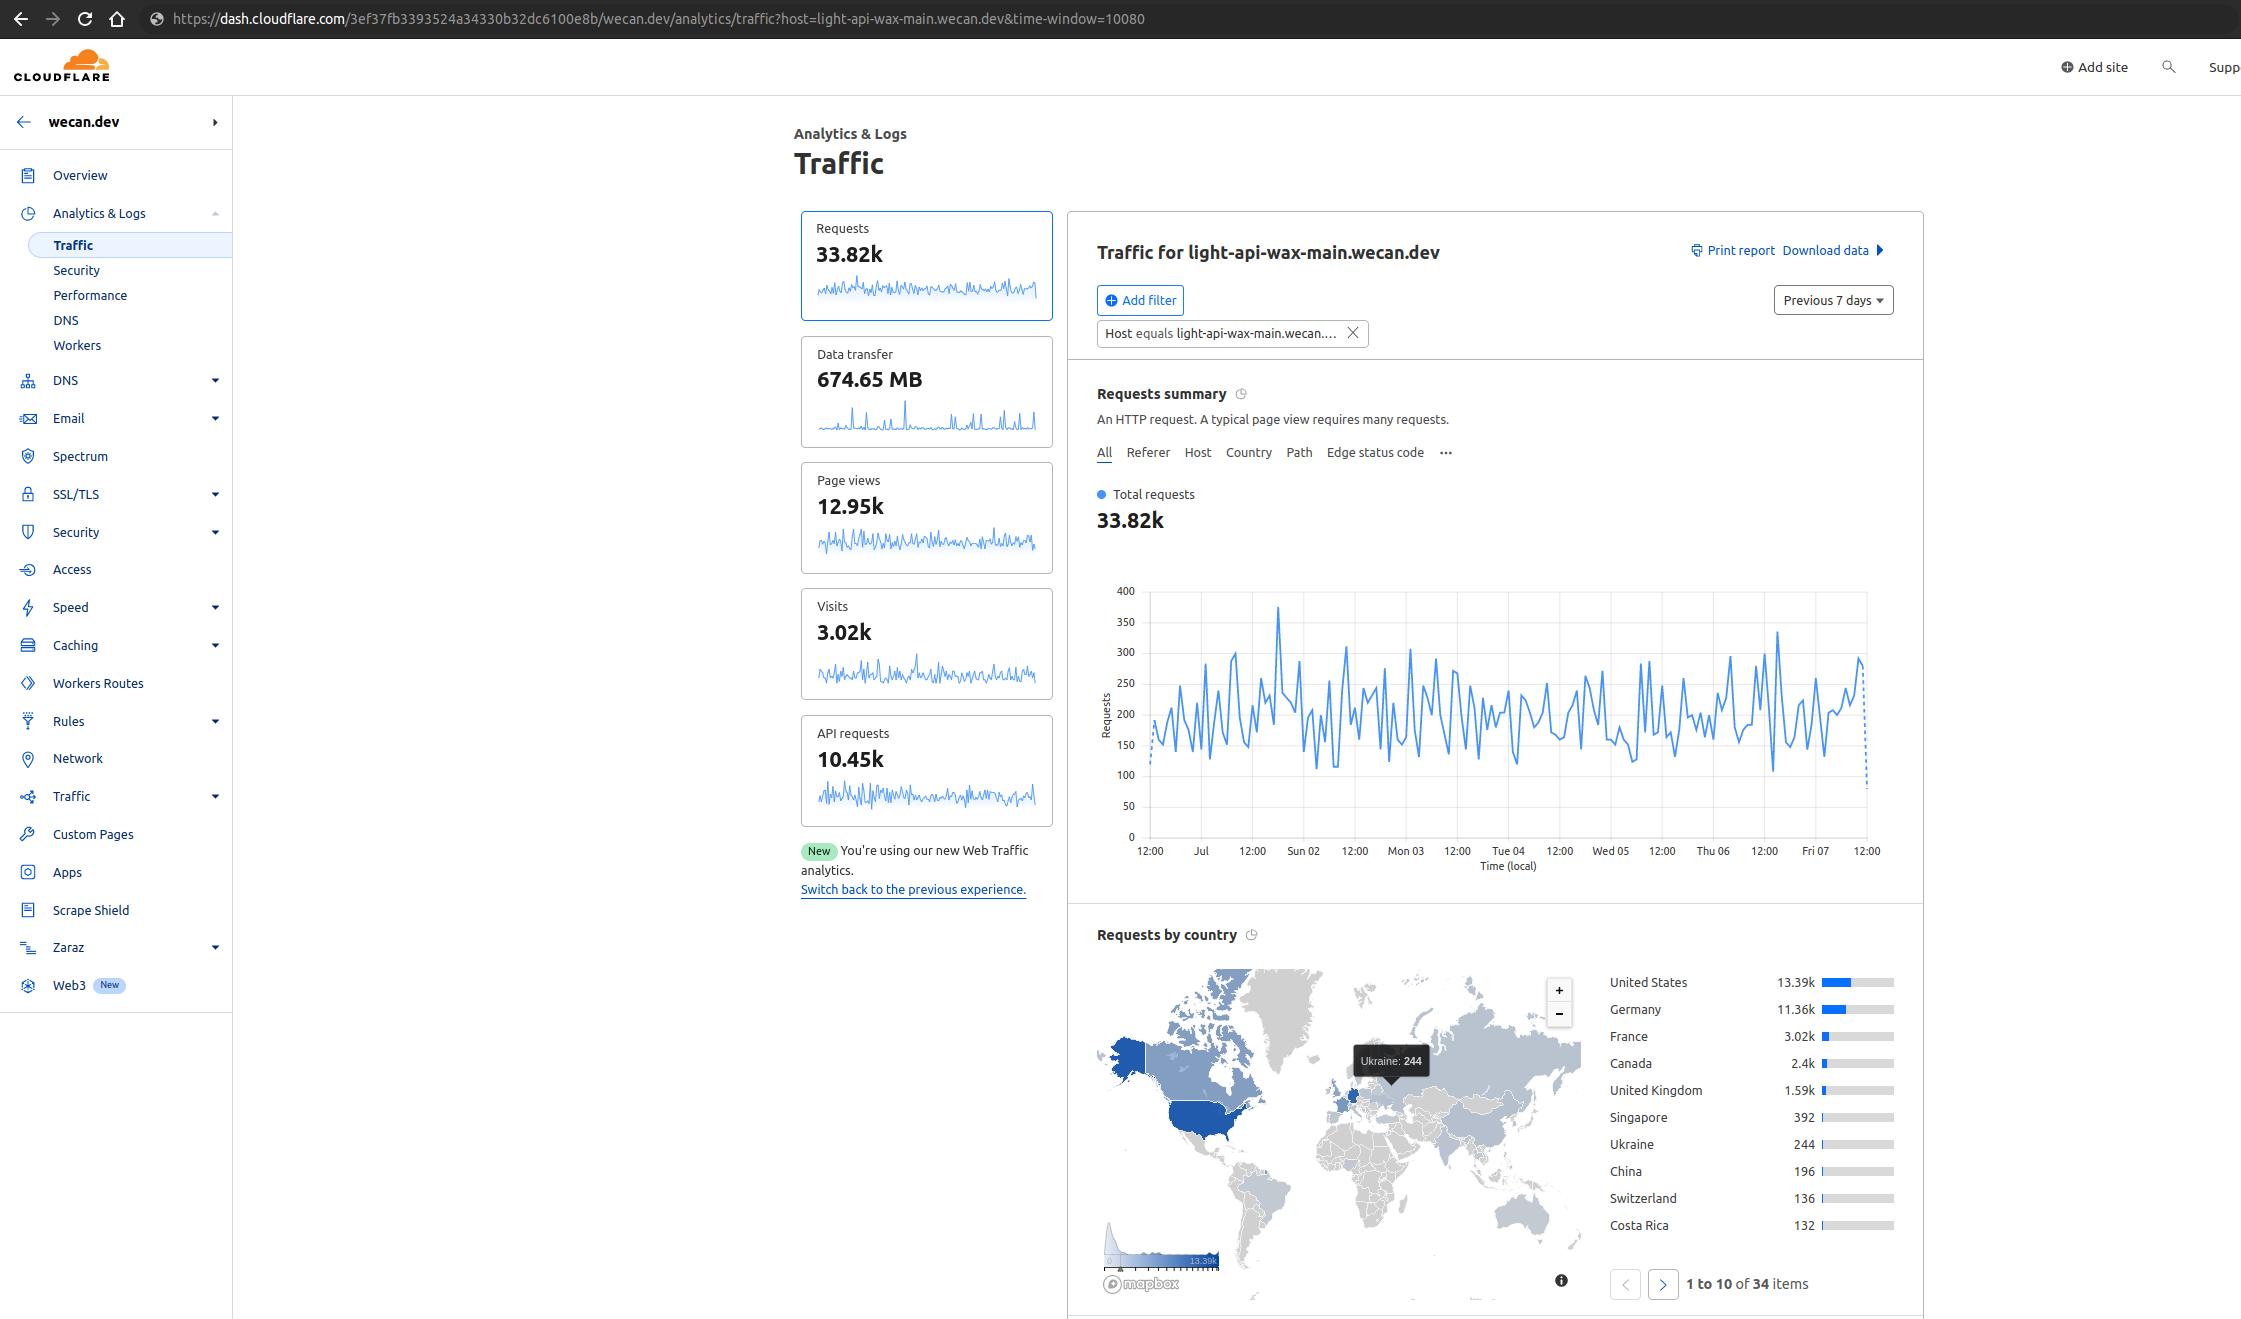 https://dash.cloudflare.com/3ef37fb3393524a34330b32dc6100e8b/wecan.dev/analytics/traffic?host=light-api-wax-main.wecan.dev&time-window=10080
CLOUDFLARE
Add site
Supp
wecan.dev
Overview
Analytics & Logs
Traffic
Security
Performance
DNS
Workers
DNS
Email
Spectrum
SSL/TLS
Security
Access
Speed
Caching
Workers Routes
Rules
Network
Traffic
Custom Pages
Apps
Scrape Shield
Zaraz
Web3 New
Analytics & Logs
Traffic
Requests
33.82k
Data transfer
674.65 MB
Page views
12.95k
Visits
3.02k
API requests
10.45k
New You're using our new Web Traffic
analytics.
Switch back to the previous experience.
Traffic for light-api-wax-main.wecan.dev
Print report Download data
Add filter
Previous 7 days
Host equals light-api-wax-main.wecan....
Requests summary
An HTTP request. A typical page view requires many requests.
All Referer Host Country Path Edge status code ...
Total requests
33.82k
400
350
300
250
200
150
100
50
0
Requests
12:00 Jul 12:00 Sun 02 12:00 Mon 03 12:00 Tue 04 12:00 Wed 05 12:00 Thu 06 12:00 Fri 07 12:00
Time (local)
Requests by country
+
-
Ukraine: 244
0 13.39k
mapbox
United States 13.39k
Germany 11.36k
France 3.02k
Canada 2.4k
United Kingdom 1.59k
Singapore 392
Ukraine 244
China 196
Switzerland 136
Costa Rica 132
1 to 10 of 34 items